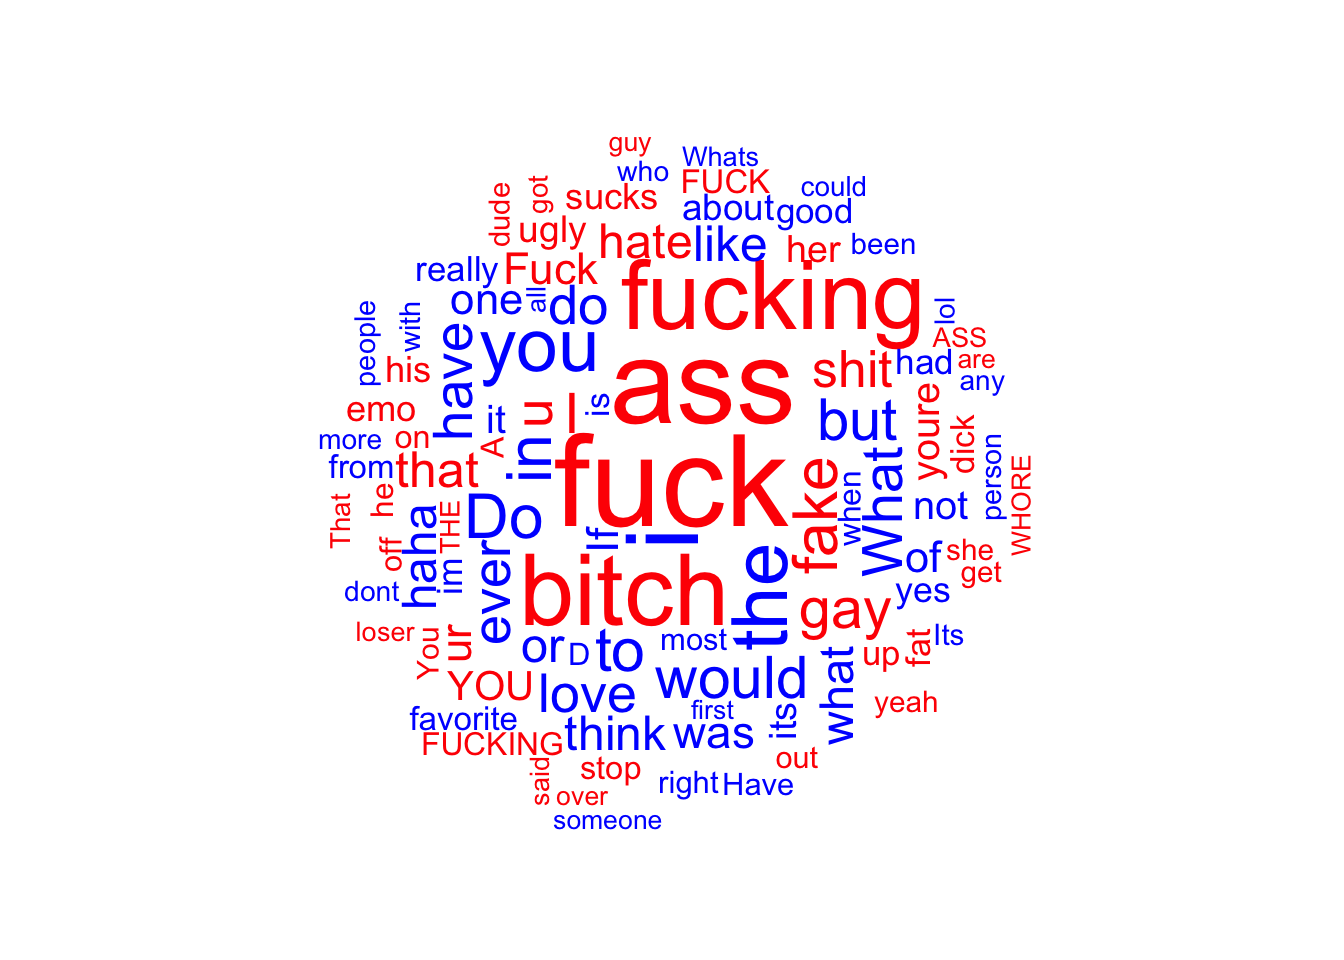 guy
who
Whats
FUCK
could
dude
got
sucks
about
good
ugly
hate
like
her
been
really
Fuck
fucking
one
all
do
lol
people
with
have
you
ASS
his
ass
shit
had
are
any
emo
it
u
I
is
but
youre
dick
more
on
A
in
fuck
What
person
WHORE
from
that
fake
when
not
That
he
haha
THE
Do
If
i
of
she
off
im
ever
bitch
the
get
dont
gay
yes
loser
You
ur
or
D
to
most
what
up
fat
Its
YOU
love
would
yeah
favorite
first
FUCKING
think
was
its
said
stop
out
over
right
Have
someone